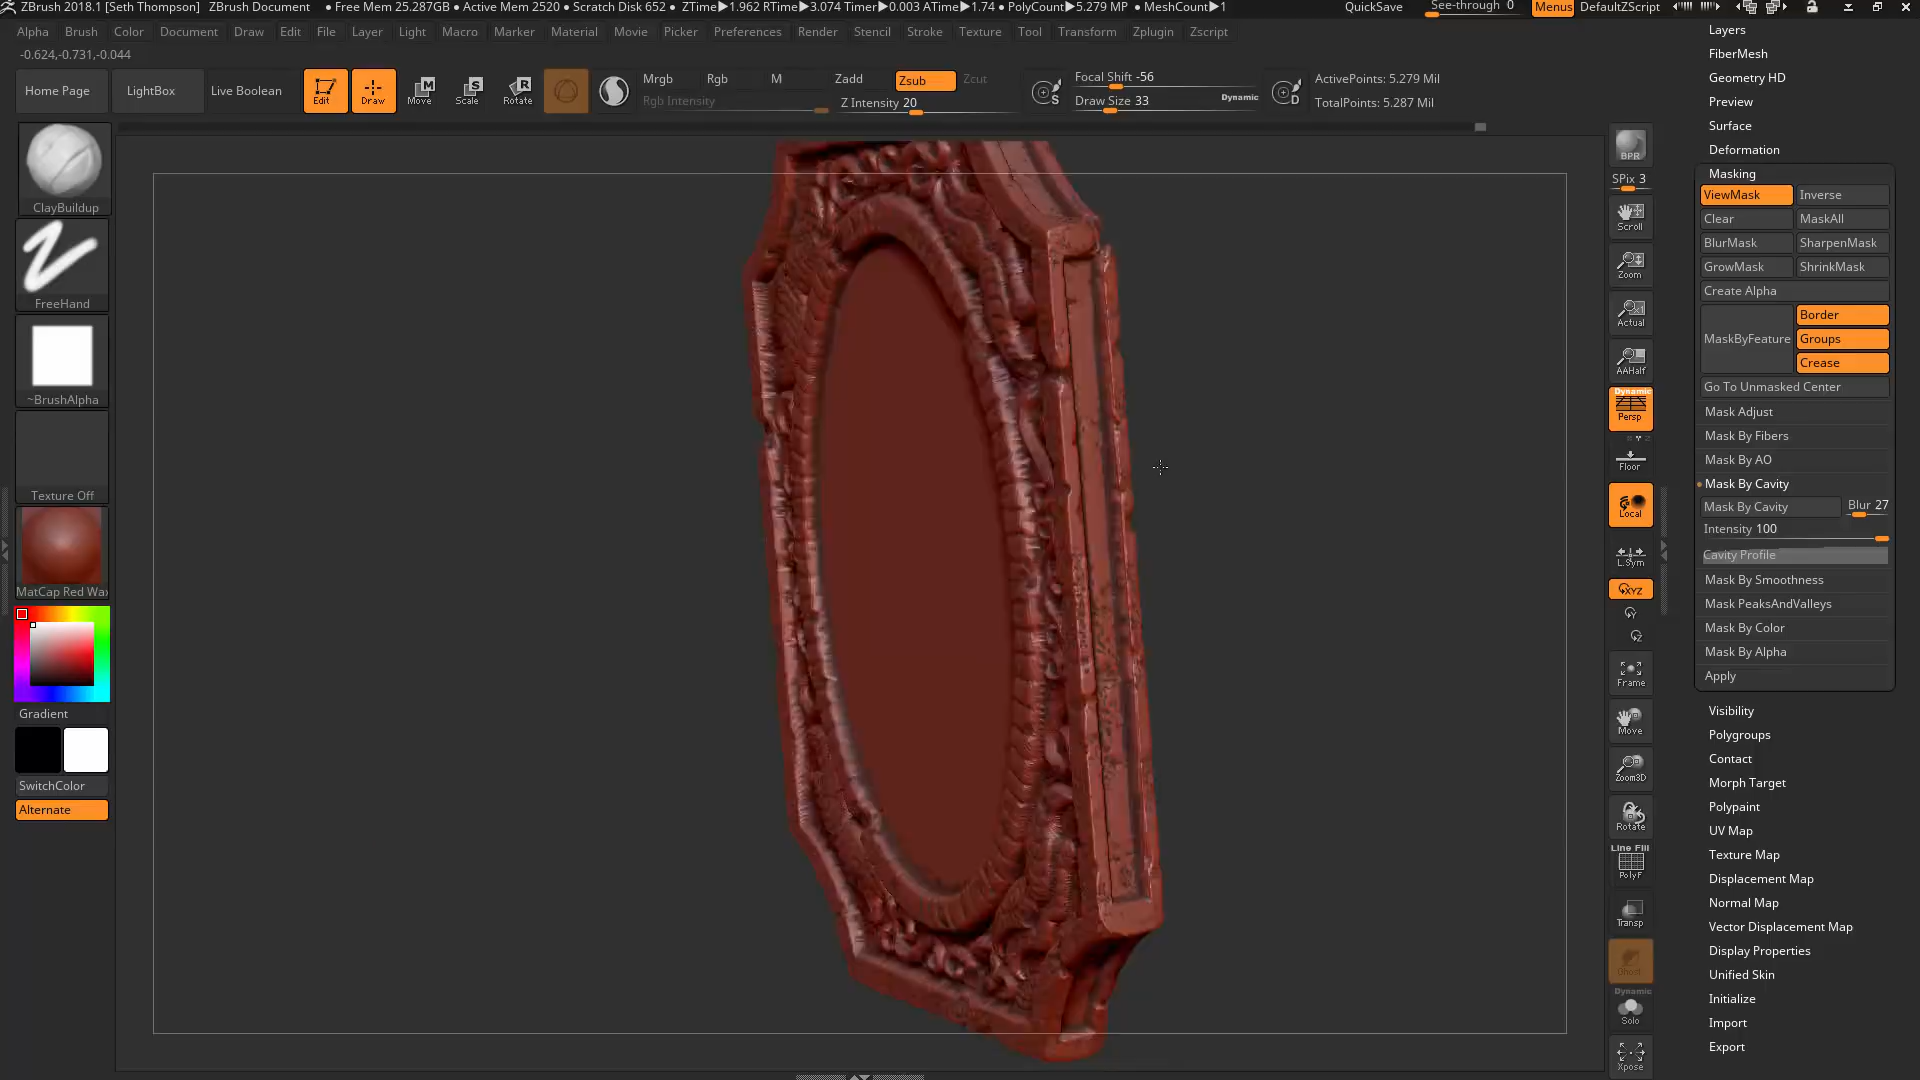 ZBrush 2018.1 [Seth Thompson] ZBrush Document • Free Mem 25.287GB • Active Mem 2520 • Scratch Disk 652 • ZTime▶1.962 RTime▶3.074 Timer▶0.003 ATime▶1.74 • PolyCount▶5.279 MP • MeshCount▶1 QuickSave See-through 0 Menus DefaultZScript
Alpha Brush Color Document Draw Edit File Layer Light Macro Marker Material Movie Picker Preferences Render Stencil Stroke Texture Tool Transform Zplugin Zscript
-0.624,-0.731,-0.044
Home Page LightBox Live Boolean Edit Draw Move Scale Rotate
M S R
Mrgb Rgb M Zadd Zsub Zcut
Rgb Intensity Z Intensity 20
S
Focal Shift -56
Draw Size 33 Dynamic
D
ActivePoints: 5.279 Mil
TotalPoints: 5.287 Mil
ClayBuildup
FreeHand
~BrushAlpha
Texture Off
MatCap Red Wax
Gradient
SwitchColor
Alternate
BPR
SPix 3
Scroll
Zoom
Actual
AAHalf
Dynamic
Persp
Floor
Local
L.Sym
XYZ
Y
Z
Frame
Move
Zoom3D
Rotate
Line Fill
PolyF
Transp
Ghost
Dynamic
Solo
Xpose
Layers
FiberMesh
Geometry HD
Preview
Surface
Deformation
Masking
ViewMask Inverse
Clear MaskAll
BlurMask SharpenMask
GrowMask ShrinkMask
Create Alpha
MaskByFeature Border
Groups
Crease
Go To Unmasked Center
Mask Adjust
Mask By Fibers
Mask By AO
Mask By Cavity
Mask By Cavity Blur 27
Intensity 100
Cavity Profile
Mask By Smoothness
Mask PeaksAndValleys
Mask By Color
Mask By Alpha
Apply
Visibility
Polygroups
Contact
Morph Target
Polypaint
UV Map
Texture Map
Displacement Map
Normal Map
Vector Displacement Map
Display Properties
Unified Skin
Initialize
Import
Export